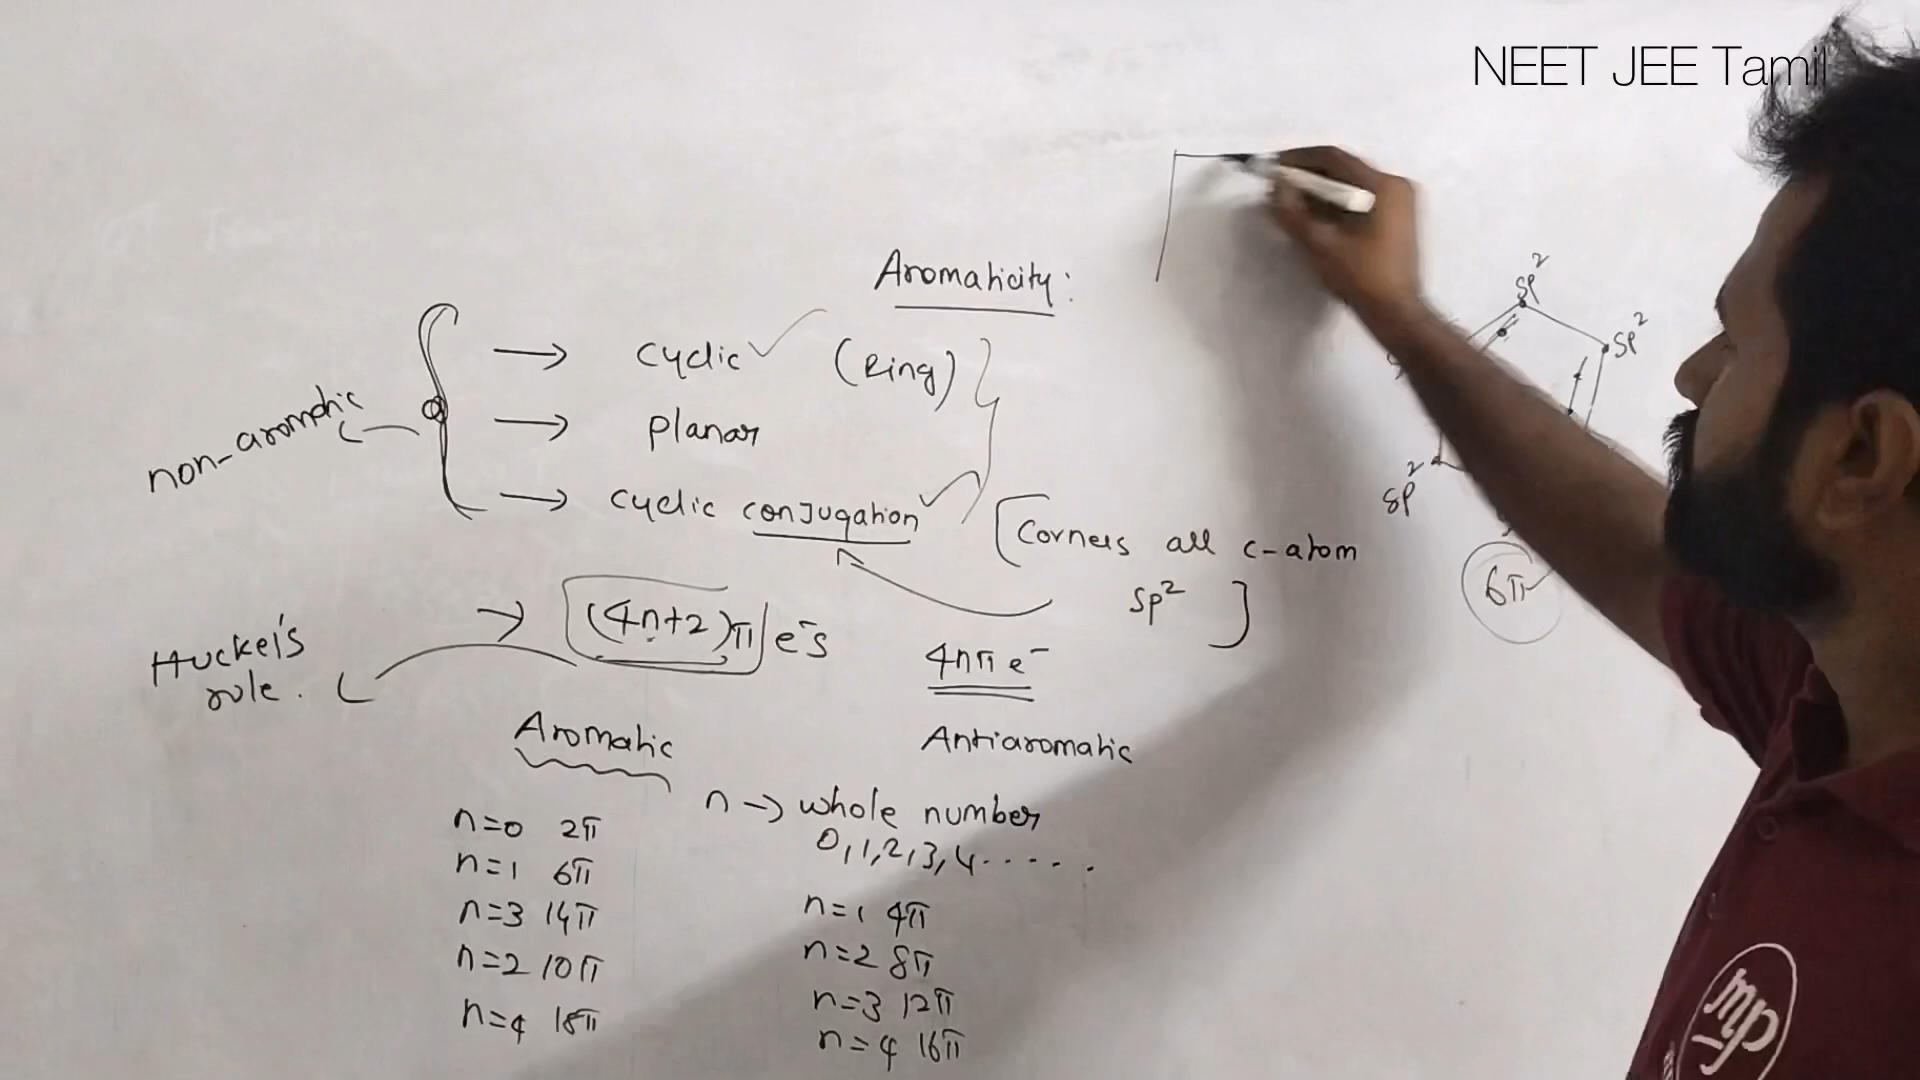 NEET JEE Tamil
Aromaticity:
→ cyclic ✓ (Ring)
→ planar
non-aromatic
→ cyclic conjugation ✓
[Corners all c-atom
sp²]
→ (4n+2)π e⁻s
Huckel's
rule.
4nπ e⁻
Aromatic
Antiaromatic
n → whole number
0,1,2,3,4.....
n=0 2π
n=1 6π
n=3 14π
n=2 10π
n=4 18π
n=1 4π
n=2 8π
n=3 12π
n=4 16π
sp²
sp²
sp²
6π